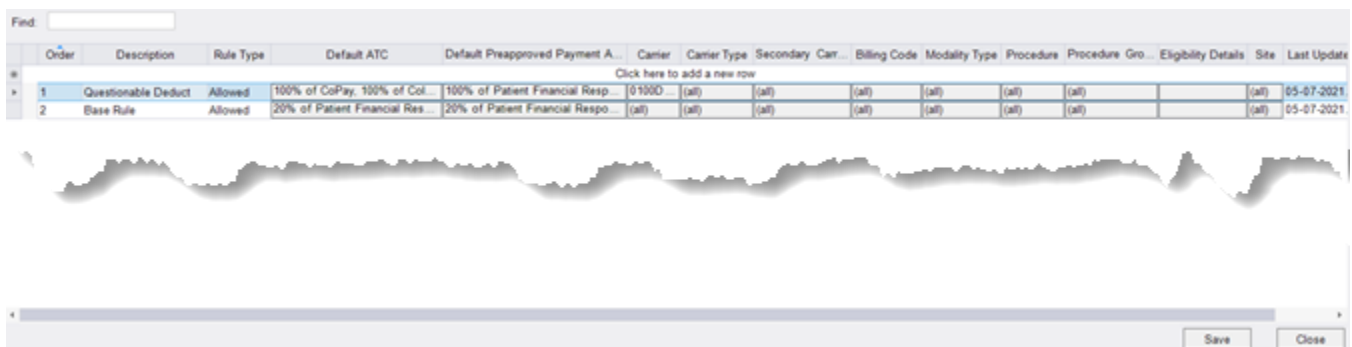 Find:
Order Description Rule Type Default ATC Default Preapproved Payment A... Carrier Carrier Type Secondary Carr... Billing Code Modality Type Procedure Procedure Gro... Eligibility Details Site Last Update
Click here to add a new row
1 Questionable Deduct Allowed 100% of CoPay, 100% of Col... 100% of Patient Financial Resp... 0100D... (all) (all) (all) (all) (all) (all) (all) 05-07-2021
2 Base Rule Allowed 20% of Patient Financial Res... 20% of Patient Financial Respo... (all) (all) (all) (all) (all) (all) (all) (all) 05-07-2021
Save Close